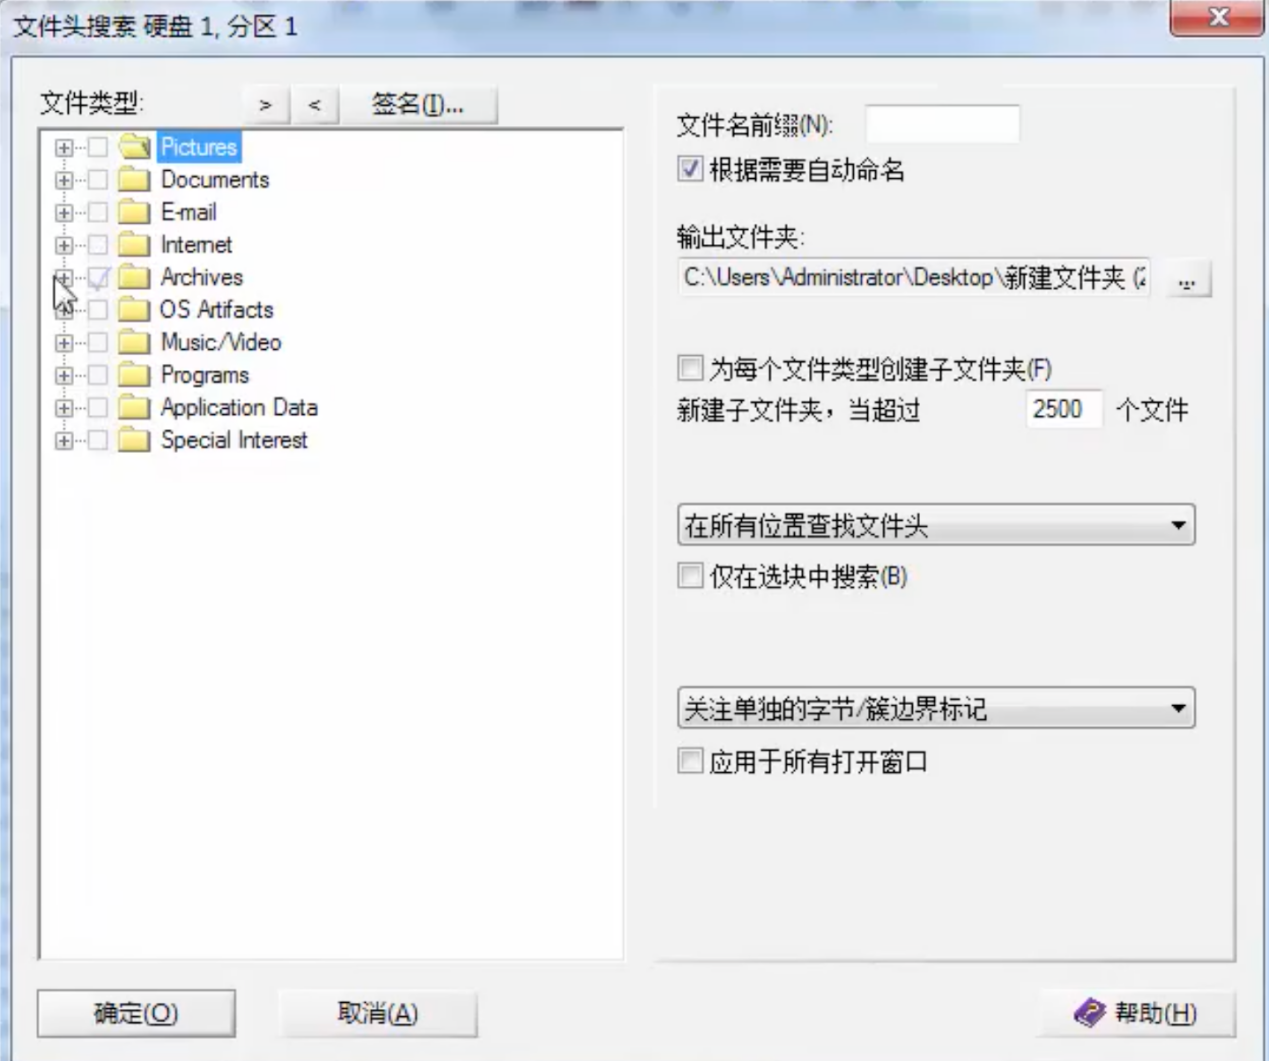 文件头搜索 硬盘 1, 分区 1
文件类型:
> < 签名(I)...
Pictures
Documents
E-mail
Internet
Archives
OS Artifacts
Music/Video
Programs
Application Data
Special Interest
文件名前缀(N):
根据需要自动命名
输出文件夹:
C:\Users\Administrator\Desktop\新建文件夹 (2
...
为每个文件类型创建子文件夹(F)
新建子文件夹，当超过 2500 个文件
在所有位置查找文件头
仅在选块中搜索(B)
关注单独的字节/簇边界标记
应用于所有打开窗口
确定(O) 取消(A) 帮助(H)